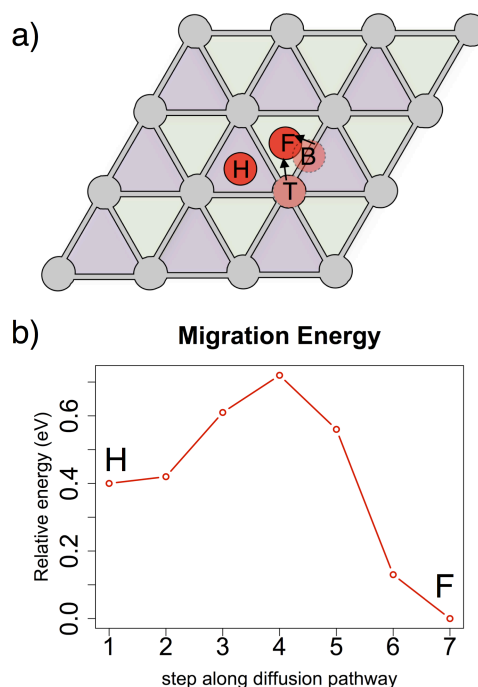 a)
F
B
H
T
b)
Migration Energy
Relative energy (eV)
0.6
0.4
0.2
0.0
H
F
1 2 3 4 5 6 7
step along diffusion pathway